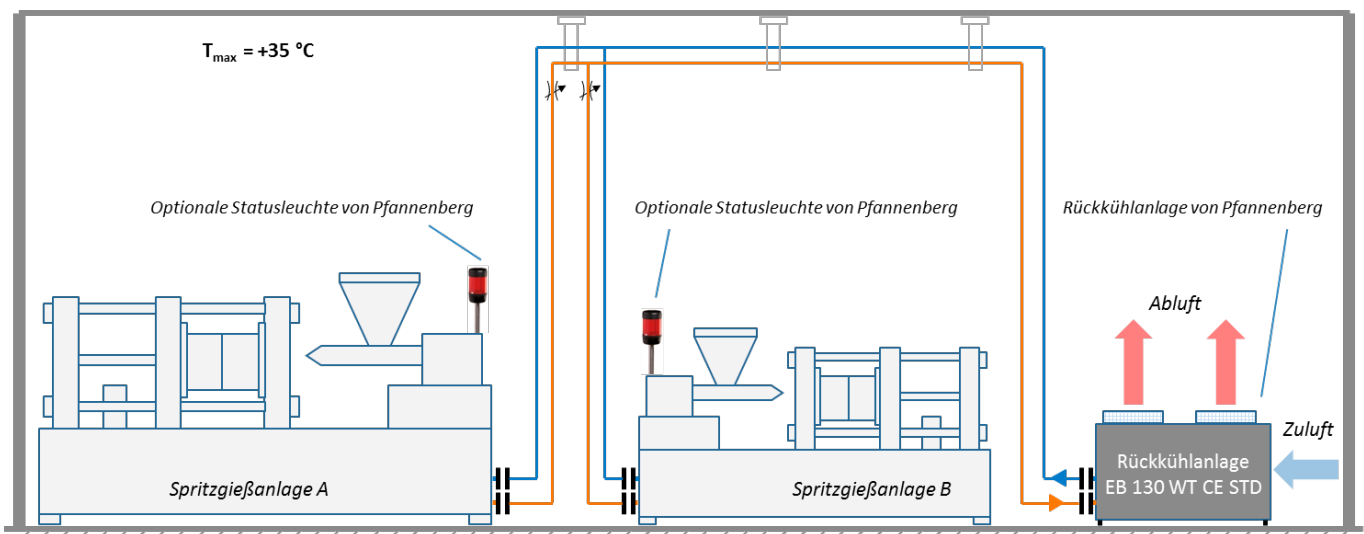 T_max = +35 °C
Optionale Statusleuchte von Pfannenberg
Optionale Statusleuchte von Pfannenberg
Rückkühlanlage von Pfannenberg
Abluft
Zuluft
Rückkühlanlage
EB 130 WT CE STD
Spritzgießanlage A
Spritzgießanlage B